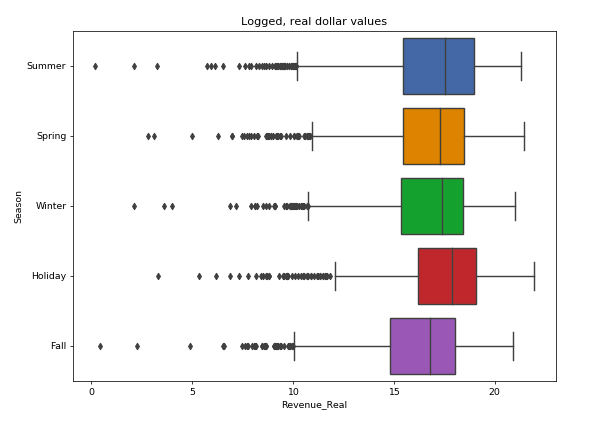 Logged, real dollar values
Season
Summer
Spring
Winter
Holiday
Fall
0 5 10 15 20
Revenue_Real